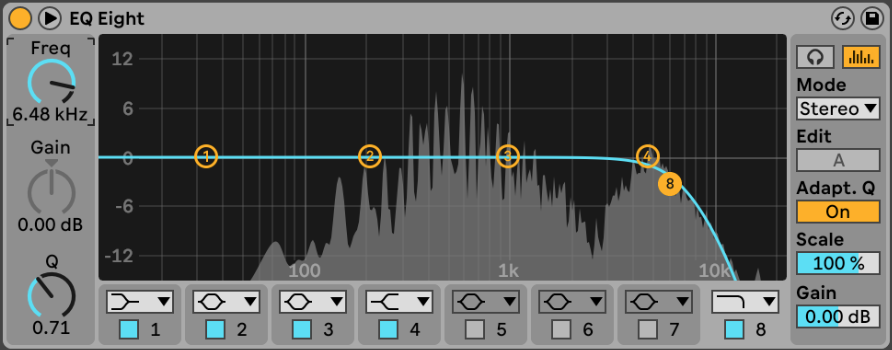 EQ Eight
Freq
6.48 kHz
Gain
0.00 dB
Q
0.71
12
6
0
-6
-12
100
1k
10k
1
2
3
4
8
1
2
3
4
5
6
7
8
Mode
Stereo
Edit
A
Adapt. Q
On
Scale
100 %
Gain
0.00 dB